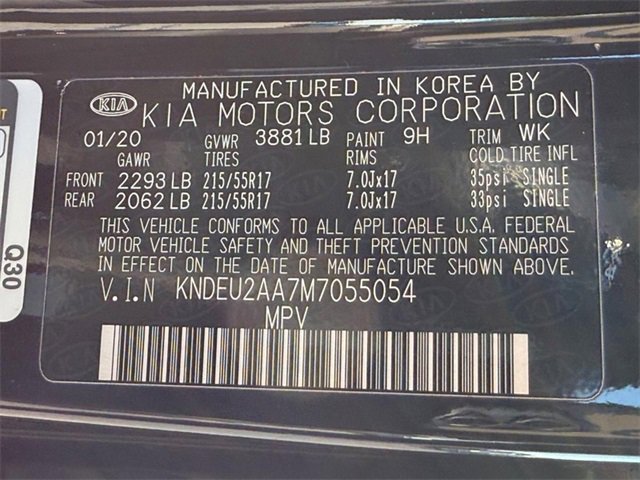 MANUFACTURED IN KOREA BY
KIA
KIA MOTORS CORPORATION
01/20 GVWR 3881 LB PAINT 9H TRIM WK
GAWR TIRES RIMS COLD TIRE INFL
FRONT 2293 LB 215/55R17 7.0Jx17 35psi SINGLE
REAR 2062 LB 215/55R17 7.0Jx17 33psi SINGLE
THIS VEHICLE CONFORMS TO ALL APPLICABLE U.S.A. FEDERAL
MOTOR VEHICLE SAFETY AND THEFT PREVENTION STANDARDS
IN EFFECT ON THE DATE OF MANUFACTURE SHOWN ABOVE.
V.I.N KNDEU2AA7M7055054
MPV
Q30